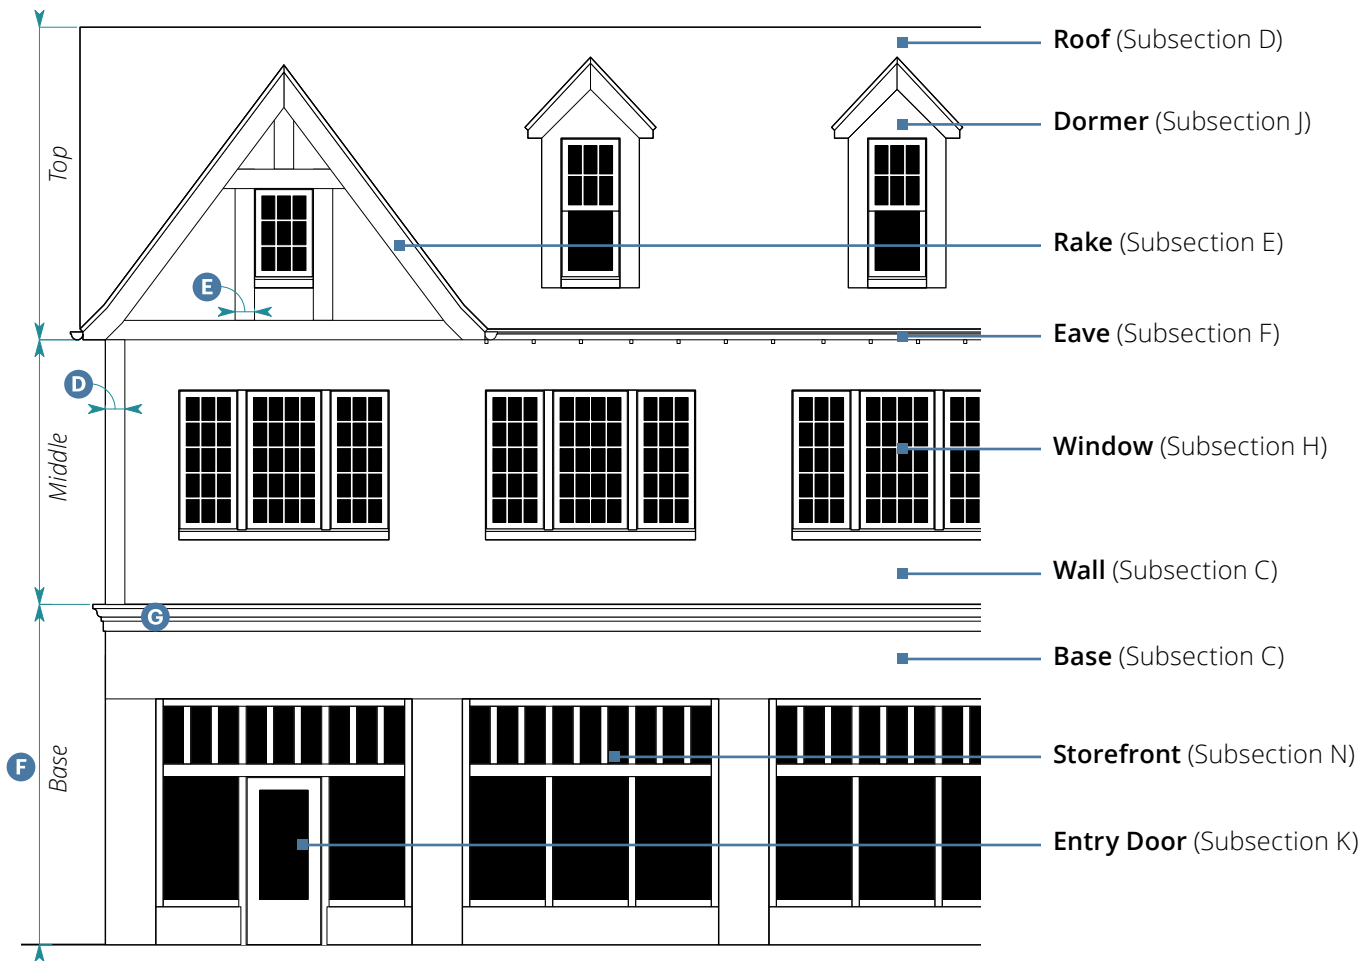 Roof (Subsection D)
Dormer (Subsection J)
Top
Rake (Subsection E)
E
Eave (Subsection F)
D
Middle
Window (Subsection H)
Wall (Subsection C)
G
Base (Subsection C)
F
Base
Storefront (Subsection N)
Entry Door (Subsection K)